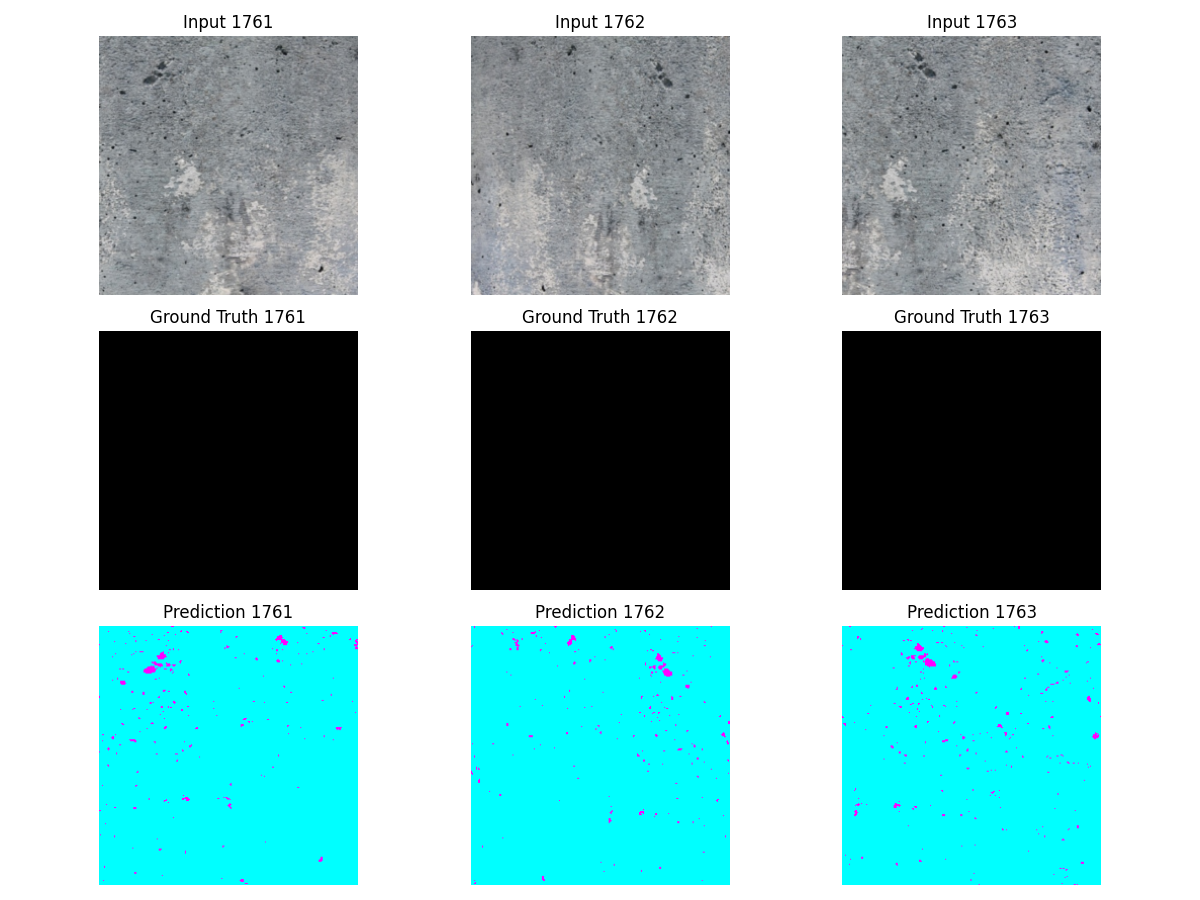 Input 1761
Input 1762
Input 1763
Ground Truth 1761
Ground Truth 1762
Ground Truth 1763
Prediction 1761
Prediction 1762
Prediction 1763